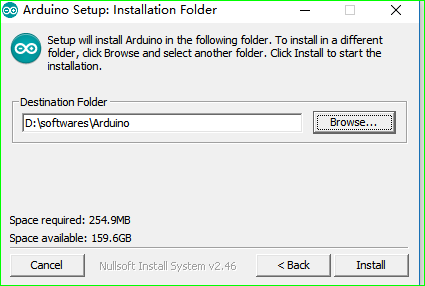 Arduino Setup: Installation Folder
Setup will install Arduino in the following folder. To install in a different
folder, click Browse and select another folder. Click Install to start the
installation.
Destination Folder
D:\softwares\Arduino
Browse...
Space required: 254.9MB
Space available: 159.6GB
Cancel
Nullsoft Install System v2.46
< Back
Install